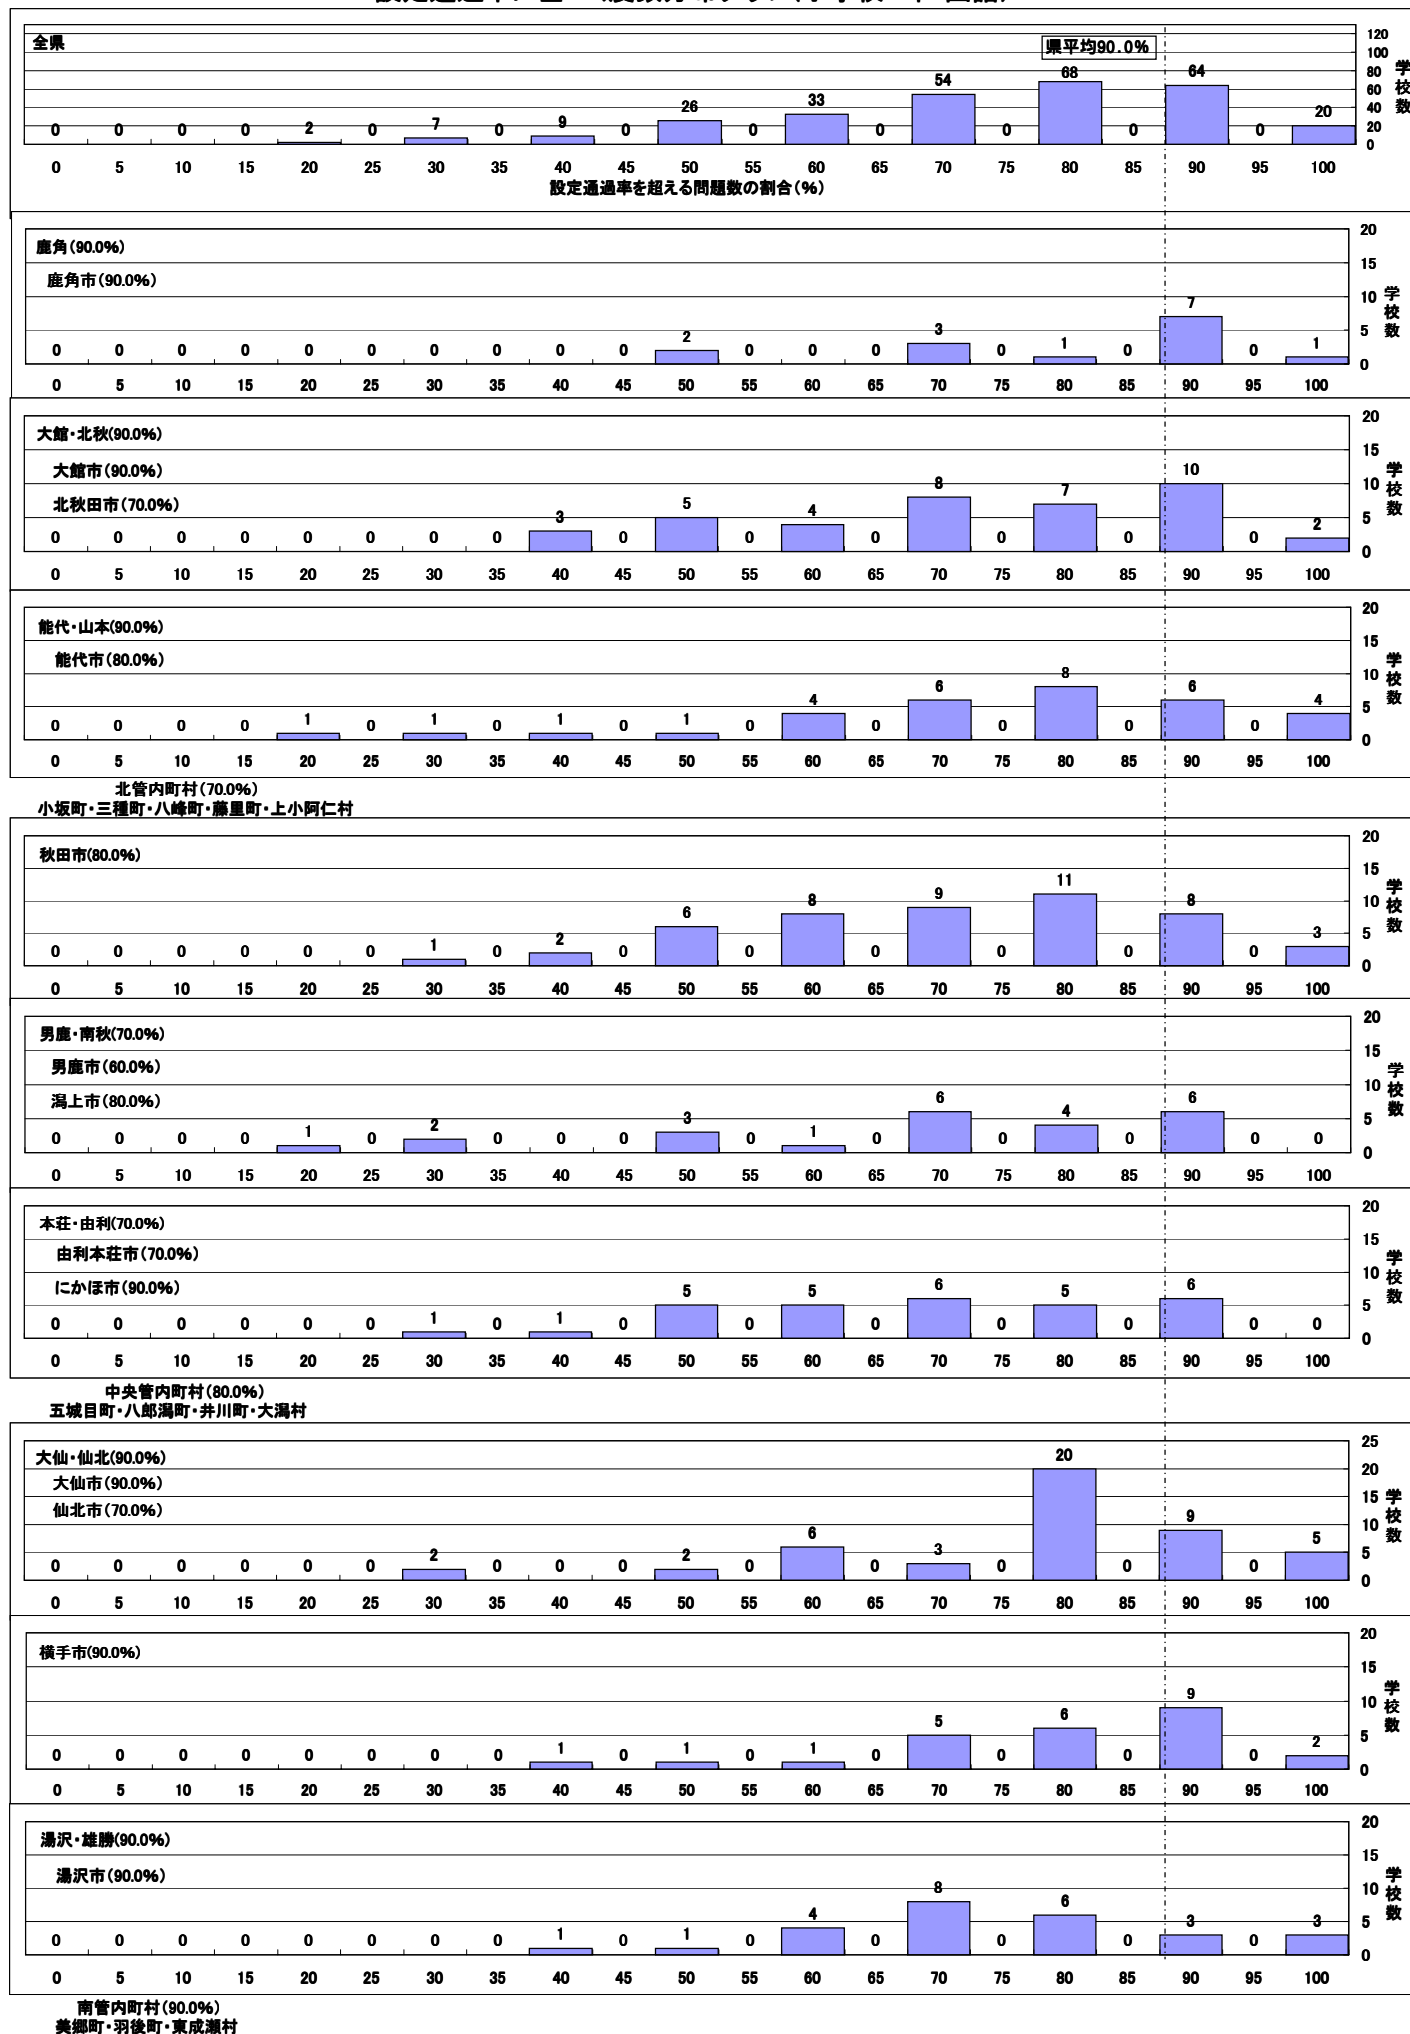 全県
県平均90.0%
120
100
80
60
40
20
0
学校数
0 0 0 0 2 0 7 0 9 0 26 0 33 0 54 0 68 0 64 0 20
0 5 10 15 20 25 30 35 40 45 50 55 60 65 70 75 80 85 90 95 100
設定通過率を超える問題数の割合(%)
鹿角(90.0%)
鹿角市(90.0%)
20
15
10
5
0
学校数
0 0 0 0 0 0 0 0 0 0 2 0 0 0 3 0 1 0 7 0 1
0 5 10 15 20 25 30 35 40 45 50 55 60 65 70 75 80 85 90 95 100
大館・北秋(90.0%)
大館市(90.0%)
北秋田市(70.0%)
20
15
10
5
0
学校数
0 0 0 0 0 0 0 0 3 0 5 0 4 0 8 0 7 0 10 0 2
0 5 10 15 20 25 30 35 40 45 50 55 60 65 70 75 80 85 90 95 100
能代・山本(90.0%)
能代市(80.0%)
20
15
10
5
0
学校数
0 0 0 0 1 0 1 0 1 0 1 0 4 0 6 0 8 0 6 0 4
0 5 10 15 20 25 30 35 40 45 50 55 60 65 70 75 80 85 90 95 100
北管内町村(70.0%)
小坂町・三種町・八峰町・藤里町・上小阿仁村
秋田市(80.0%)
20
15
10
5
0
学校数
0 0 0 0 0 0 1 0 2 0 6 0 8 0 9 0 11 0 8 0 3
0 5 10 15 20 25 30 35 40 45 50 55 60 65 70 75 80 85 90 95 100
男鹿・南秋(70.0%)
男鹿市(60.0%)
潟上市(80.0%)
20
15
10
5
0
学校数
0 0 0 0 1 0 2 0 0 0 3 0 1 0 6 0 4 0 6 0 0
0 5 10 15 20 25 30 35 40 45 50 55 60 65 70 75 80 85 90 95 100
本荘・由利(70.0%)
由利本荘市(70.0%)
にかほ市(90.0%)
20
15
10
5
0
学校数
0 0 0 0 0 0 1 0 1 0 5 0 5 0 6 0 5 0 6 0 0
0 5 10 15 20 25 30 35 40 45 50 55 60 65 70 75 80 85 90 95 100
中央管内町村(80.0%)
五城目町・八郎潟町・井川町・大潟村
大仙・仙北(90.0%)
大仙市(90.0%)
仙北市(70.0%)
25
20
15
10
5
0
学校数
0 0 0 0 0 0 2 0 0 0 2 0 6 0 3 0 20 0 9 0 5
0 5 10 15 20 25 30 35 40 45 50 55 60 65 70 75 80 85 90 95 100
横手市(90.0%)
20
15
10
5
0
学校数
0 0 0 0 0 0 0 0 1 0 1 0 1 0 5 0 6 0 9 0 2
0 5 10 15 20 25 30 35 40 45 50 55 60 65 70 75 80 85 90 95 100
湯沢・雄勝(90.0%)
湯沢市(90.0%)
20
15
10
5
0
学校数
0 0 0 0 0 0 0 0 1 0 1 0 4 0 8 0 6 0 3 0 3
0 5 10 15 20 25 30 35 40 45 50 55 60 65 70 75 80 85 90 95 100
南管内町村(90.0%)
美郷町・羽後町・東成瀬村